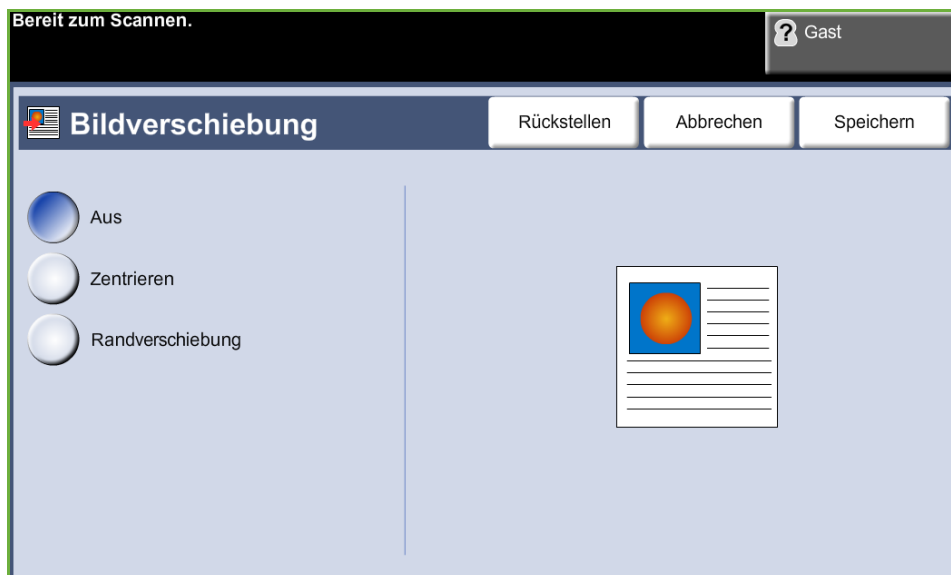 Bereit zum Scannen.
Gast
Bildverschiebung
Rückstellen
Abbrechen
Speichern
Aus
Zentrieren
Randverschiebung